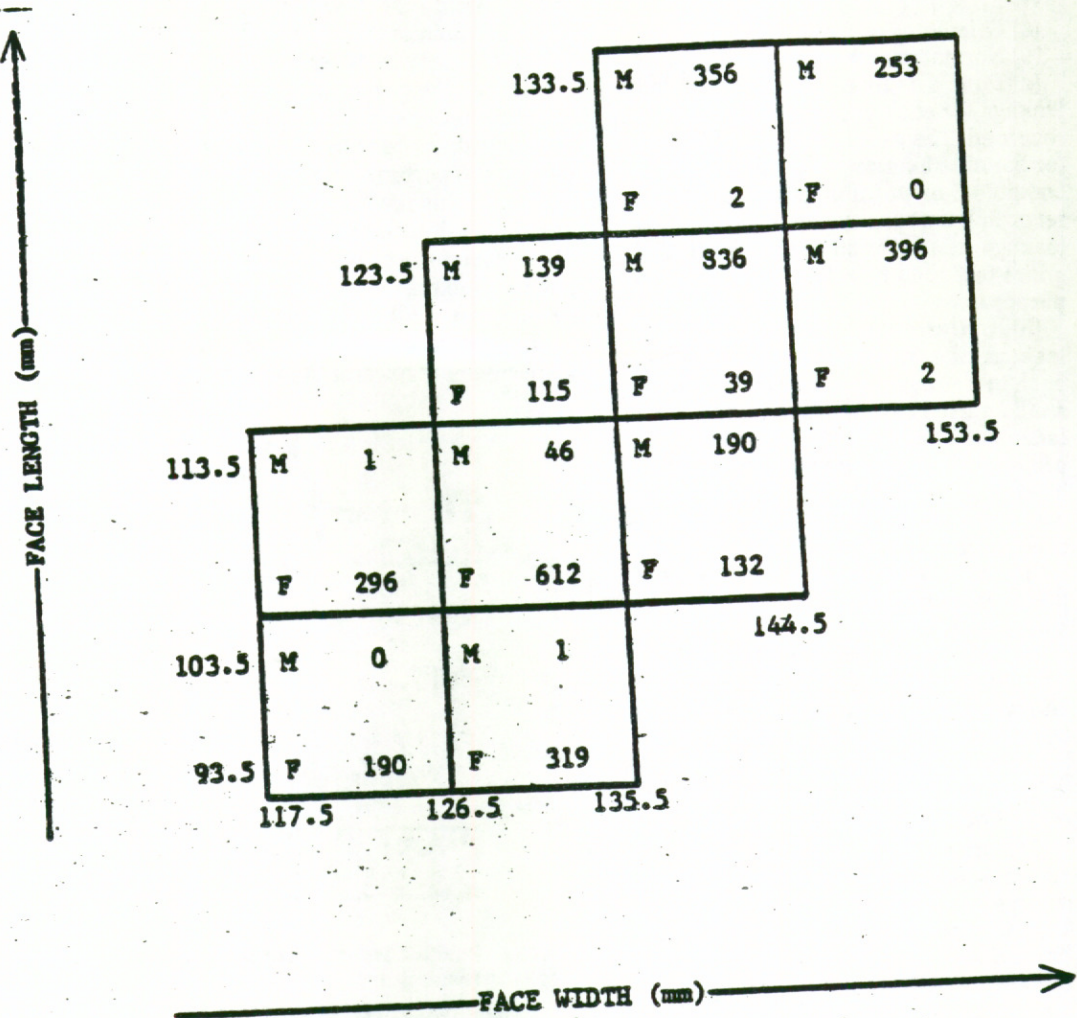 133.5 M 356 M 253
F 2 F 0
123.5 M 139 M 836 M 396
F 115 F 39 F 2
153.5
113.5 M 1 M 46 M 190
F 296 F 612 F 132
144.5
103.5 M 0 M 1
93.5 F 190 F 319
117.5 126.5 135.5
FACE LENGTH (mm)
FACE WIDTH (mm)